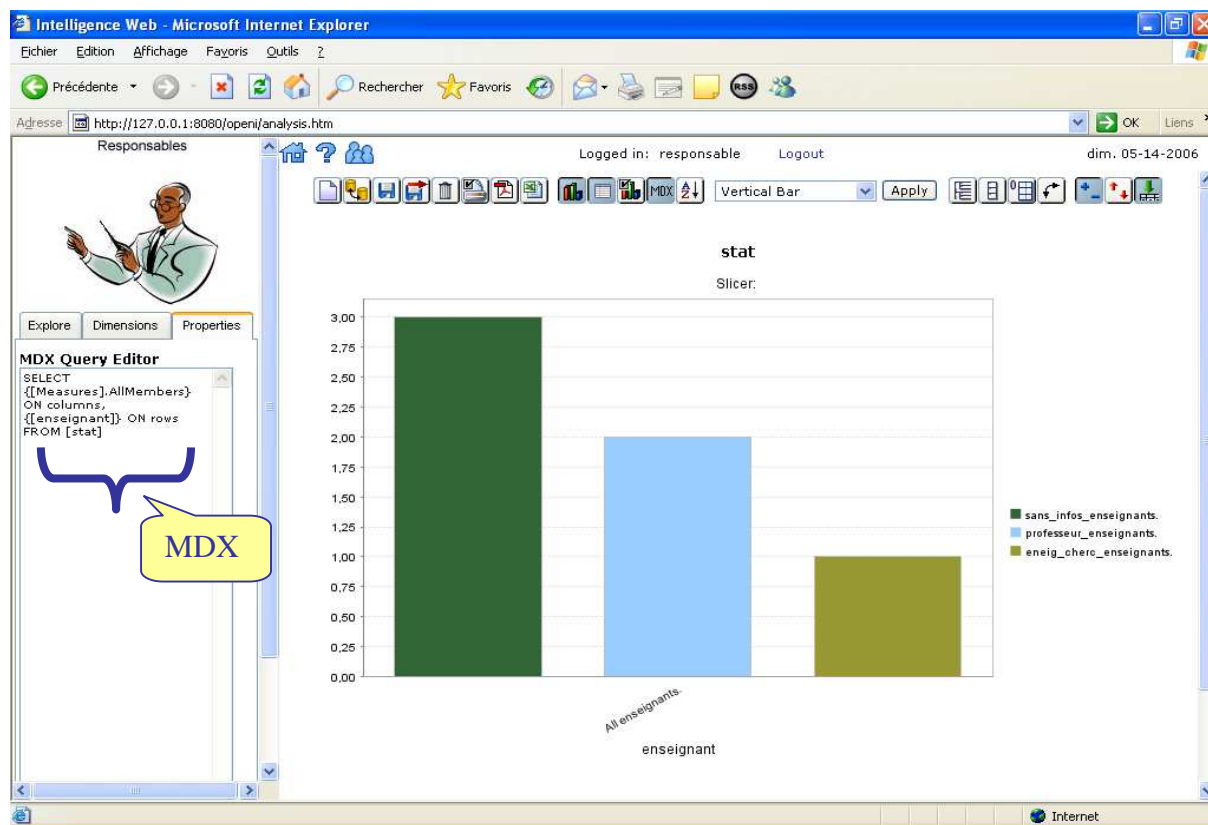 Intelligence Web - Microsoft Internet Explorer
Fichier Edition Affichage Favoris Outils ?
Précédente Rechercher Favoris RSS
Adresse http://127.0.0.1:8080/openi/analysis.htm OK Liens
Responsables
Logged in: responsable Logout dim. 05-14-2006
MDX Vertical Bar Apply
stat
Slicer:
Explore Dimensions Properties
MDX Query Editor
SELECT
{[Measures].AllMembers}
ON columns,
{[enseignant]} ON rows
FROM [stat]
MDX
3,00
2,75
2,50
2,25
2,00
1,75
1,50
1,25
1,00
0,75
0,50
0,25
0,00
All enseignants.
enseignant
sans_infos_enseignants.
professeur_enseignants.
eneig_cherc_enseignants.
Internet